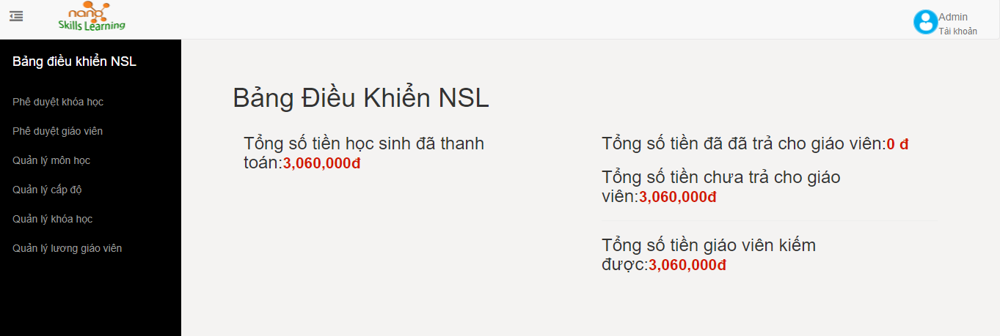 nang
Skills Learning
Admin
Tài khoản
Bảng điều khiển NSL
Phê duyệt khóa học
Phê duyệt giáo viên
Quản lý môn học
Quản lý cấp độ
Quản lý khóa học
Quản lý lương giáo viên
Bảng Điều Khiển NSL
Tổng số tiền học sinh đã thanh
toán:3,060,000đ
Tổng số tiền đã đã trả cho giáo viên:0 đ
Tổng số tiền chưa trả cho giáo
viên:3,060,000đ
Tổng số tiền giáo viên kiếm
được:3,060,000đ